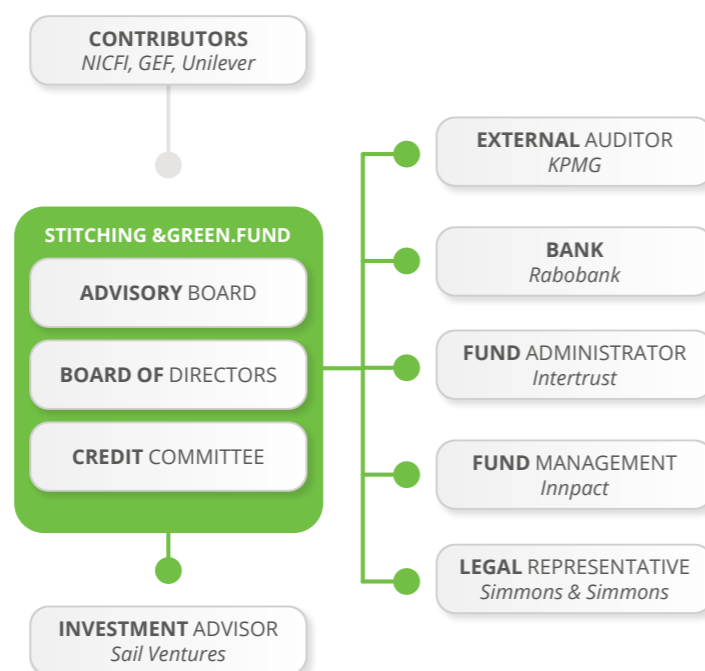 CONTRIBUTORS
NICFI, GEF, Unilever
STITCHING &GREEN.FUND
ADVISORY BOARD
BOARD OF DIRECTORS
CREDIT COMMITTEE
INVESTMENT ADVISOR
Sail Ventures
EXTERNAL AUDITOR
KPMG
BANK
Rabobank
FUND ADMINISTRATOR
Intertrust
FUND MANAGEMENT
Innpact
LEGAL REPRESENTATIVE
Simmons & Simmons